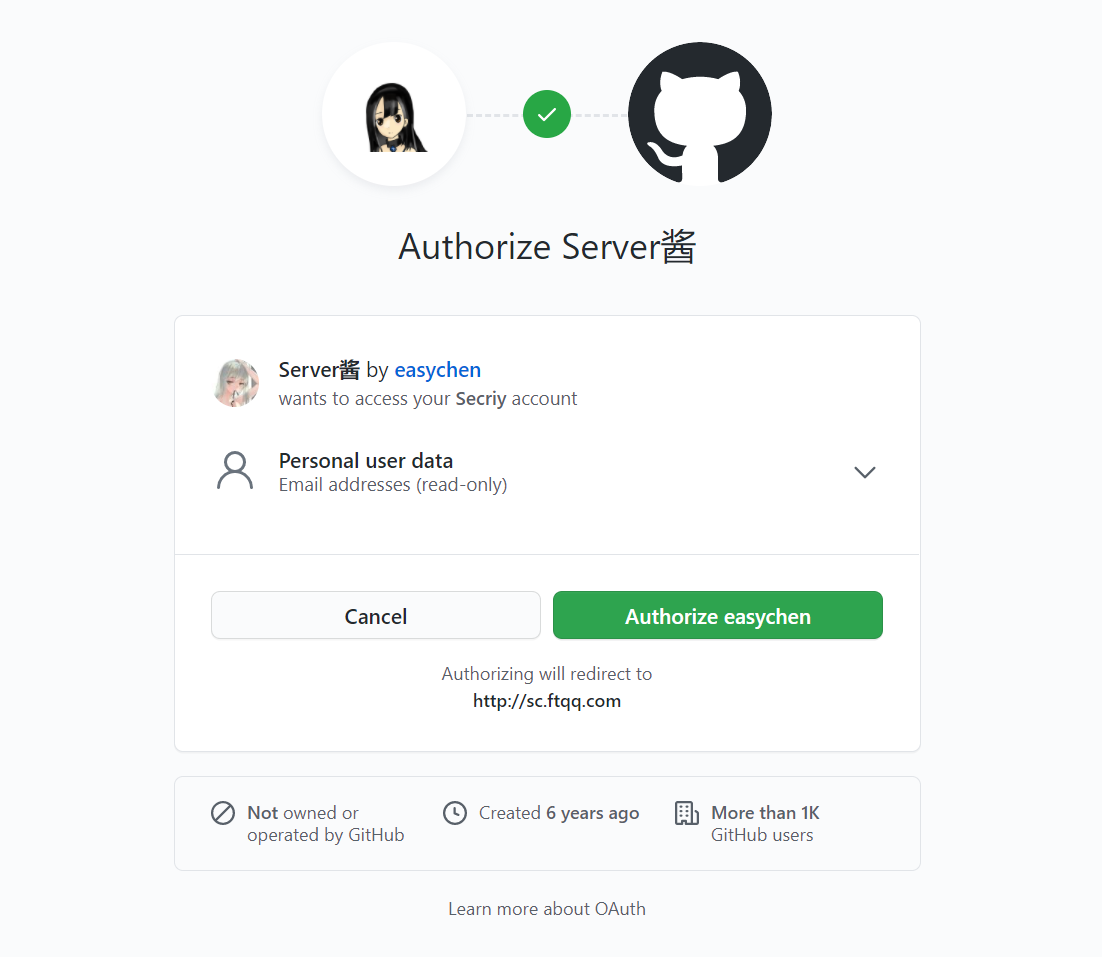 Authorize Server酱
Server酱 by easychen
wants to access your Secriy account
Personal user data
Email addresses (read-only)
Cancel
Authorize easychen
Authorizing will redirect to
http://sc.ftqq.com
Not owned or
operated by GitHub
Created 6 years ago
More than 1K
GitHub users
Learn more about OAuth